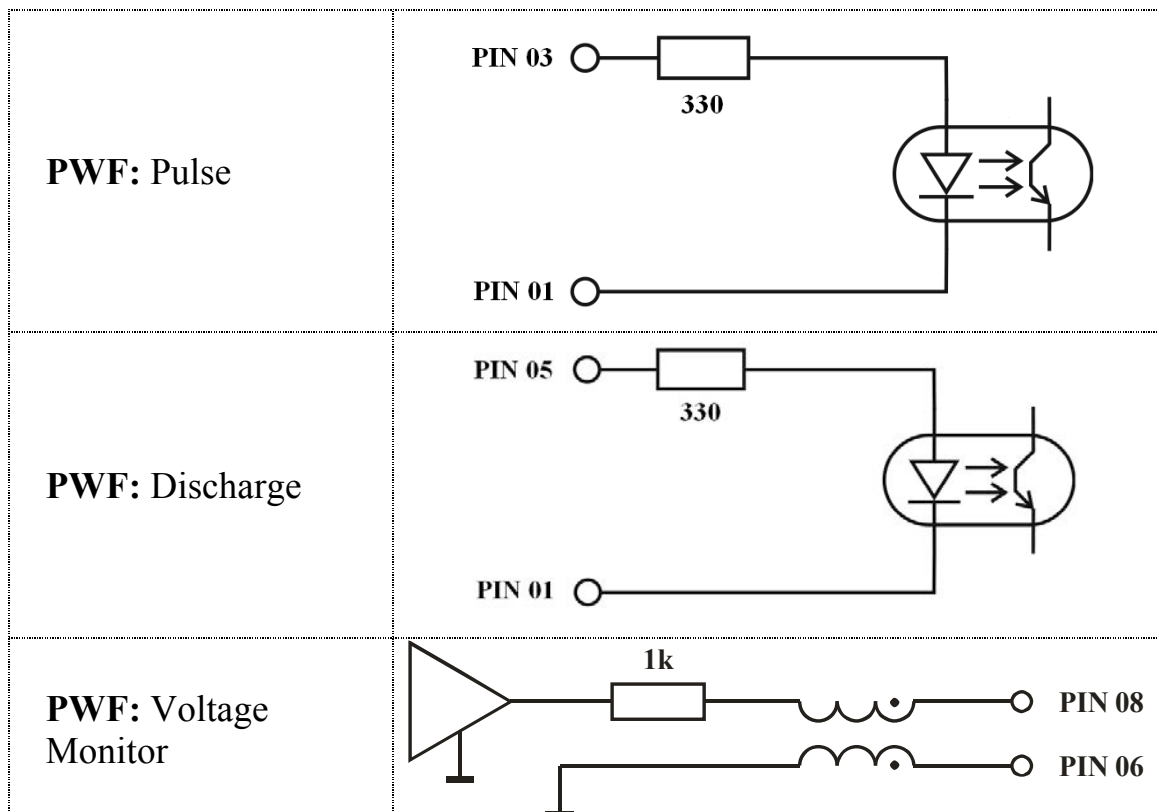 PWF: Pulse
PIN 03
330
PIN 01
PWF: Discharge
PIN 05
330
PIN 01
PWF: Voltage
Monitor
1k
PIN 08
PIN 06